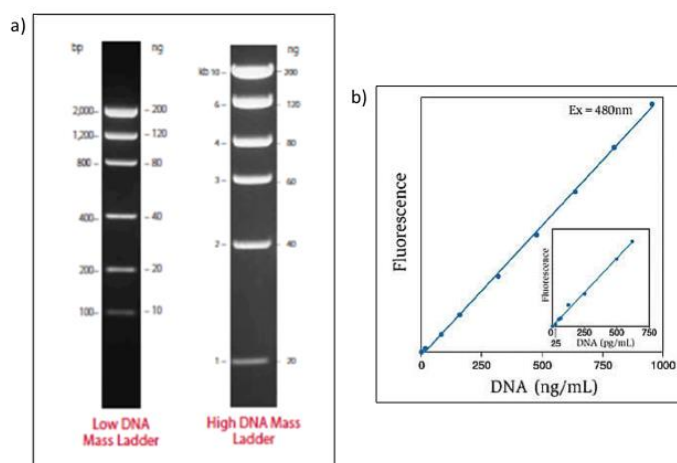 a)
bp ng
2,000 200
1,200 120
800 80
400 40
200 20
100 10
Low DNA
Mass Ladder
kb ng
10 200
6 120
4 80
3 60
2 40
1 20
High DNA Mass
Ladder
b)
Ex = 480nm
Fluorescence
0 250 500 750 1000
DNA (ng/mL)
Fluorescence
0 250 500 750
25
DNA (pg/mL)